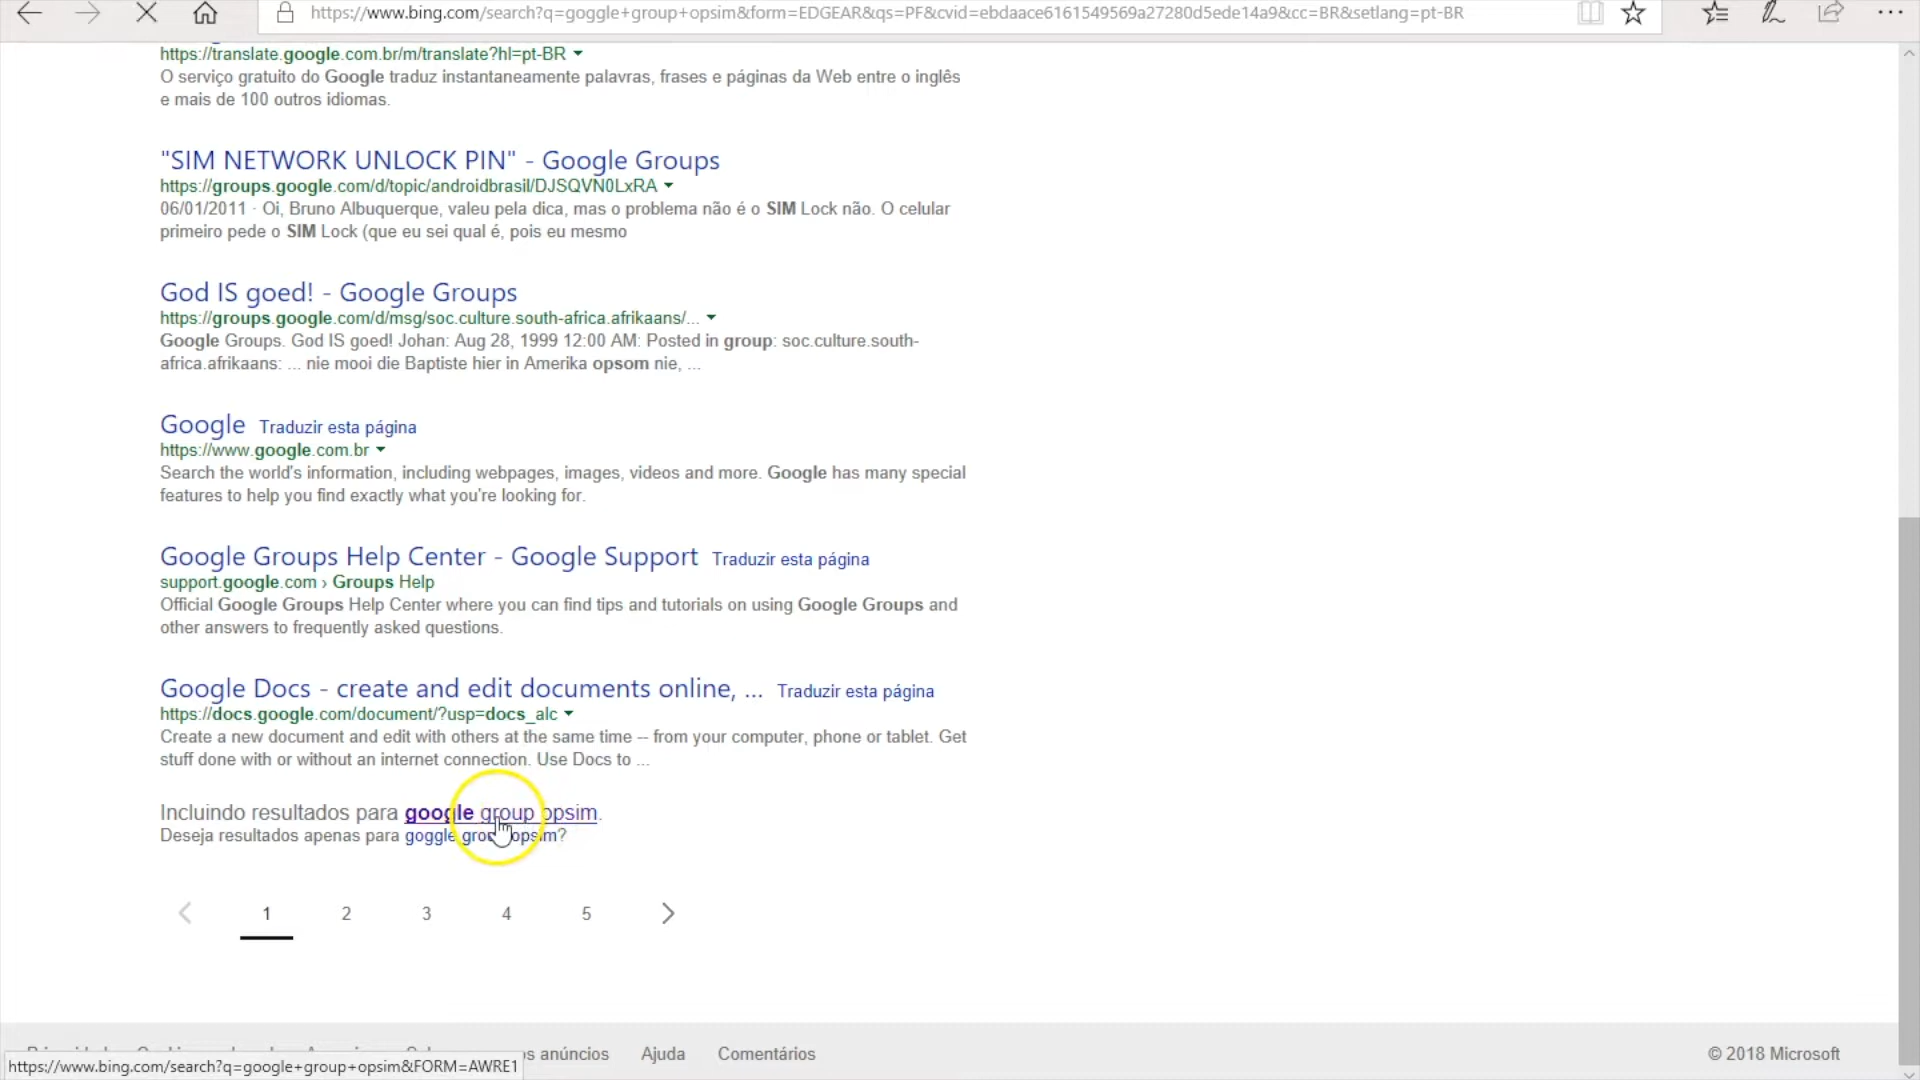 https://www.bing.com/search?q=goggle+group+opsim&form=EDGEAR&qs=PF&cvid=ebdaace6161549569a27280d5ede14a9&cc=BR&setlang=pt-BR
https://translate.google.com.br/m/translate?hl=pt-BR
O serviço gratuito do Google traduz instantaneamente palavras, frases e páginas da Web entre o inglês
e mais de 100 outros idiomas.
"SIM NETWORK UNLOCK PIN" - Google Groups
https://groups.google.com/d/topic/androidbrasil/DJSQVN0LxRA
06/01/2011 · Oi, Bruno Albuquerque, valeu pela dica, mas o problema não é o SIM Lock não. O celular
primeiro pede o SIM Lock (que eu sei qual é, pois eu mesmo
God IS goed! - Google Groups
https://groups.google.com/d/msg/soc.culture.south-africa.afrikaans/...
Google Groups. God IS goed! Johan: Aug 28, 1999 12:00 AM: Posted in group: soc.culture.south-
africa.afrikaans: ... nie mooi die Baptiste hier in Amerika opsom nie, ...
Google Traduzir esta página
https://www.google.com.br
Search the world's information, including webpages, images, videos and more. Google has many special
features to help you find exactly what you're looking for.
Google Groups Help Center - Google Support Traduzir esta página
support.google.com › Groups Help
Official Google Groups Help Center where you can find tips and tutorials on using Google Groups and
other answers to frequently asked questions.
Google Docs - create and edit documents online, ... Traduzir esta página
https://docs.google.com/document/?usp=docs_alc
Create a new document and edit with others at the same time -- from your computer, phone or tablet. Get
stuff done with or without an internet connection. Use Docs to ...
Incluindo resultados para google group opsim.
Deseja resultados apenas para goggle group opsim?
1 2 3 4 5
os anúncios Ajuda Comentários © 2018 Microsoft
https://www.bing.com/search?q=google+group+opsim&FORM=AWRE1